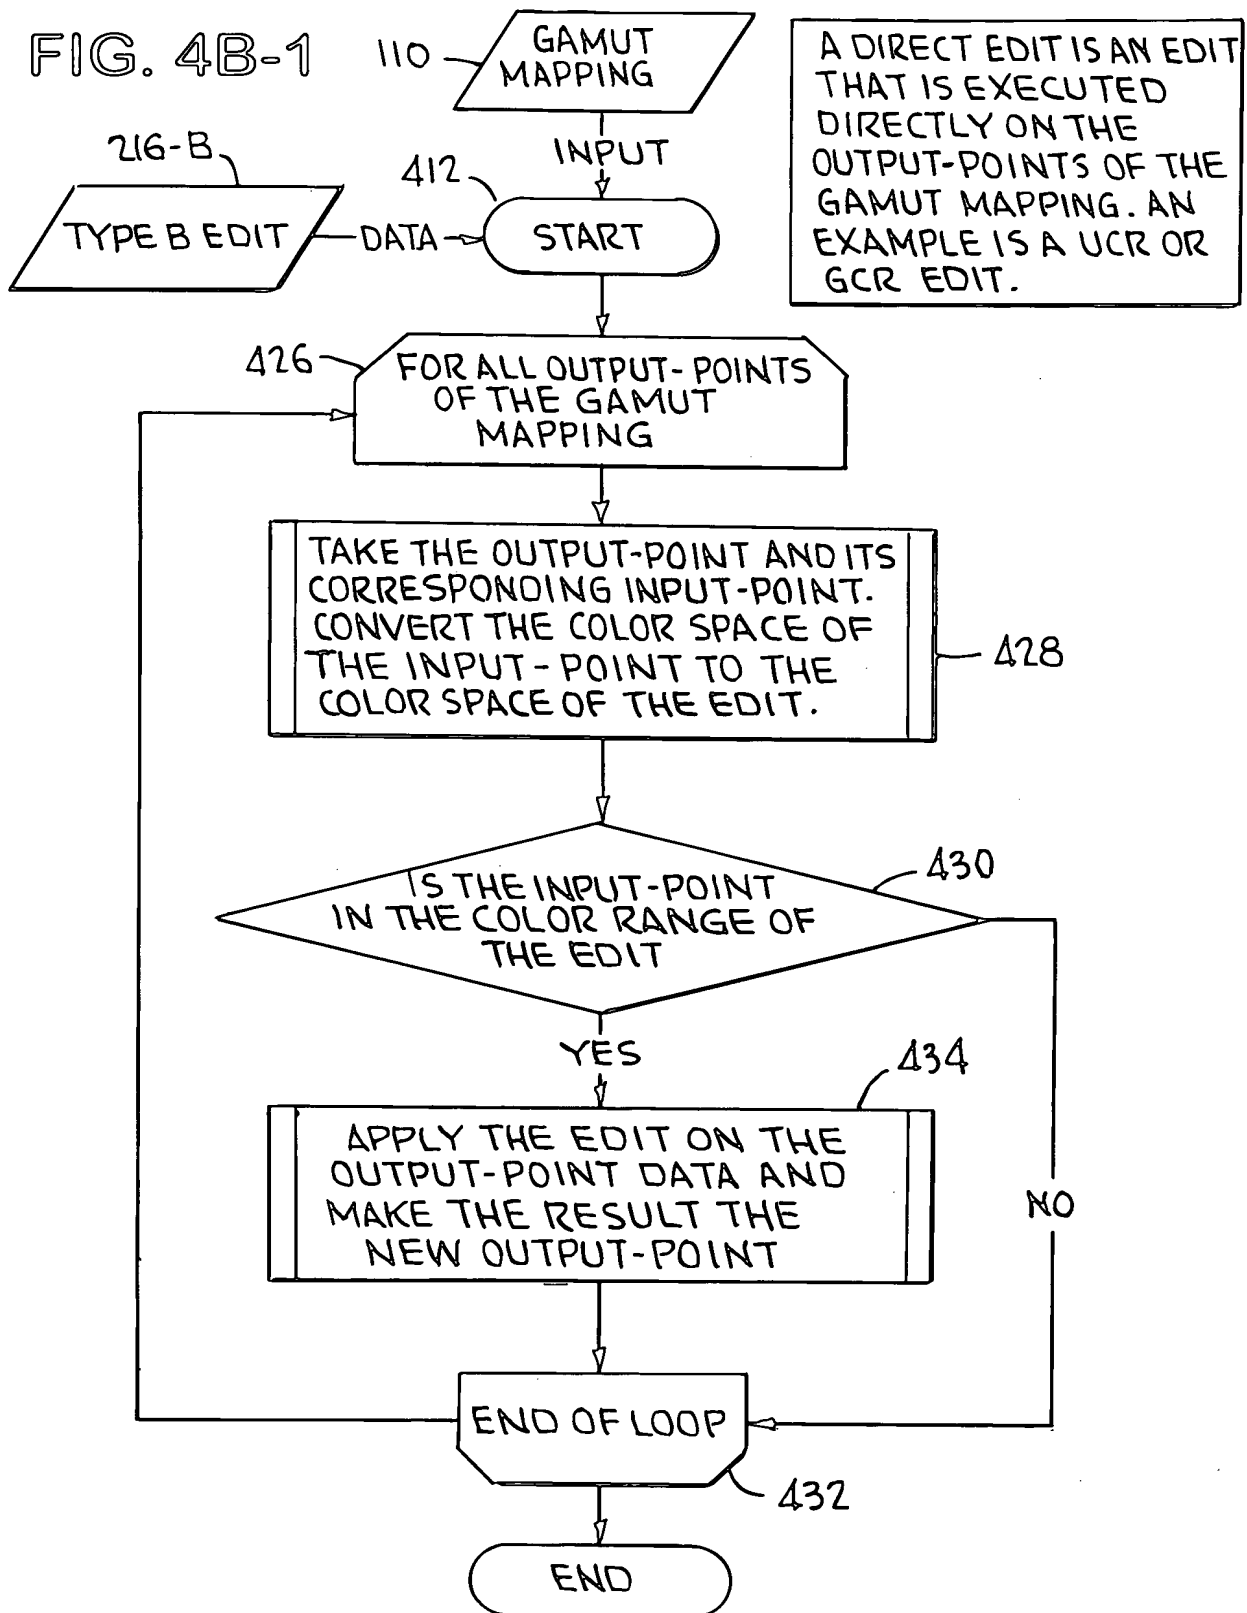 FIG. 4B-1
110
GAMUT
MAPPING
A DIRECT EDIT IS AN EDIT
THAT IS EXECUTED
DIRECTLY ON THE
OUTPUT-POINTS OF THE
GAMUT MAPPING. AN
EXAMPLE IS A UCR OR
GCR EDIT.
INPUT
216-B
412
TYPE B EDIT
DATA
START
426
FOR ALL OUTPUT-POINTS
OF THE GAMUT
MAPPING
TAKE THE OUTPUT-POINT AND ITS
CORRESPONDING INPUT-POINT.
CONVERT THE COLOR SPACE OF
THE INPUT-POINT TO THE
COLOR SPACE OF THE EDIT.
428
IS THE INPUT-POINT
IN THE COLOR RANGE OF
THE EDIT
430
YES
434
APPLY THE EDIT ON THE
OUTPUT-POINT DATA AND
MAKE THE RESULT THE
NEW OUTPUT-POINT
NO
END OF LOOP
432
END